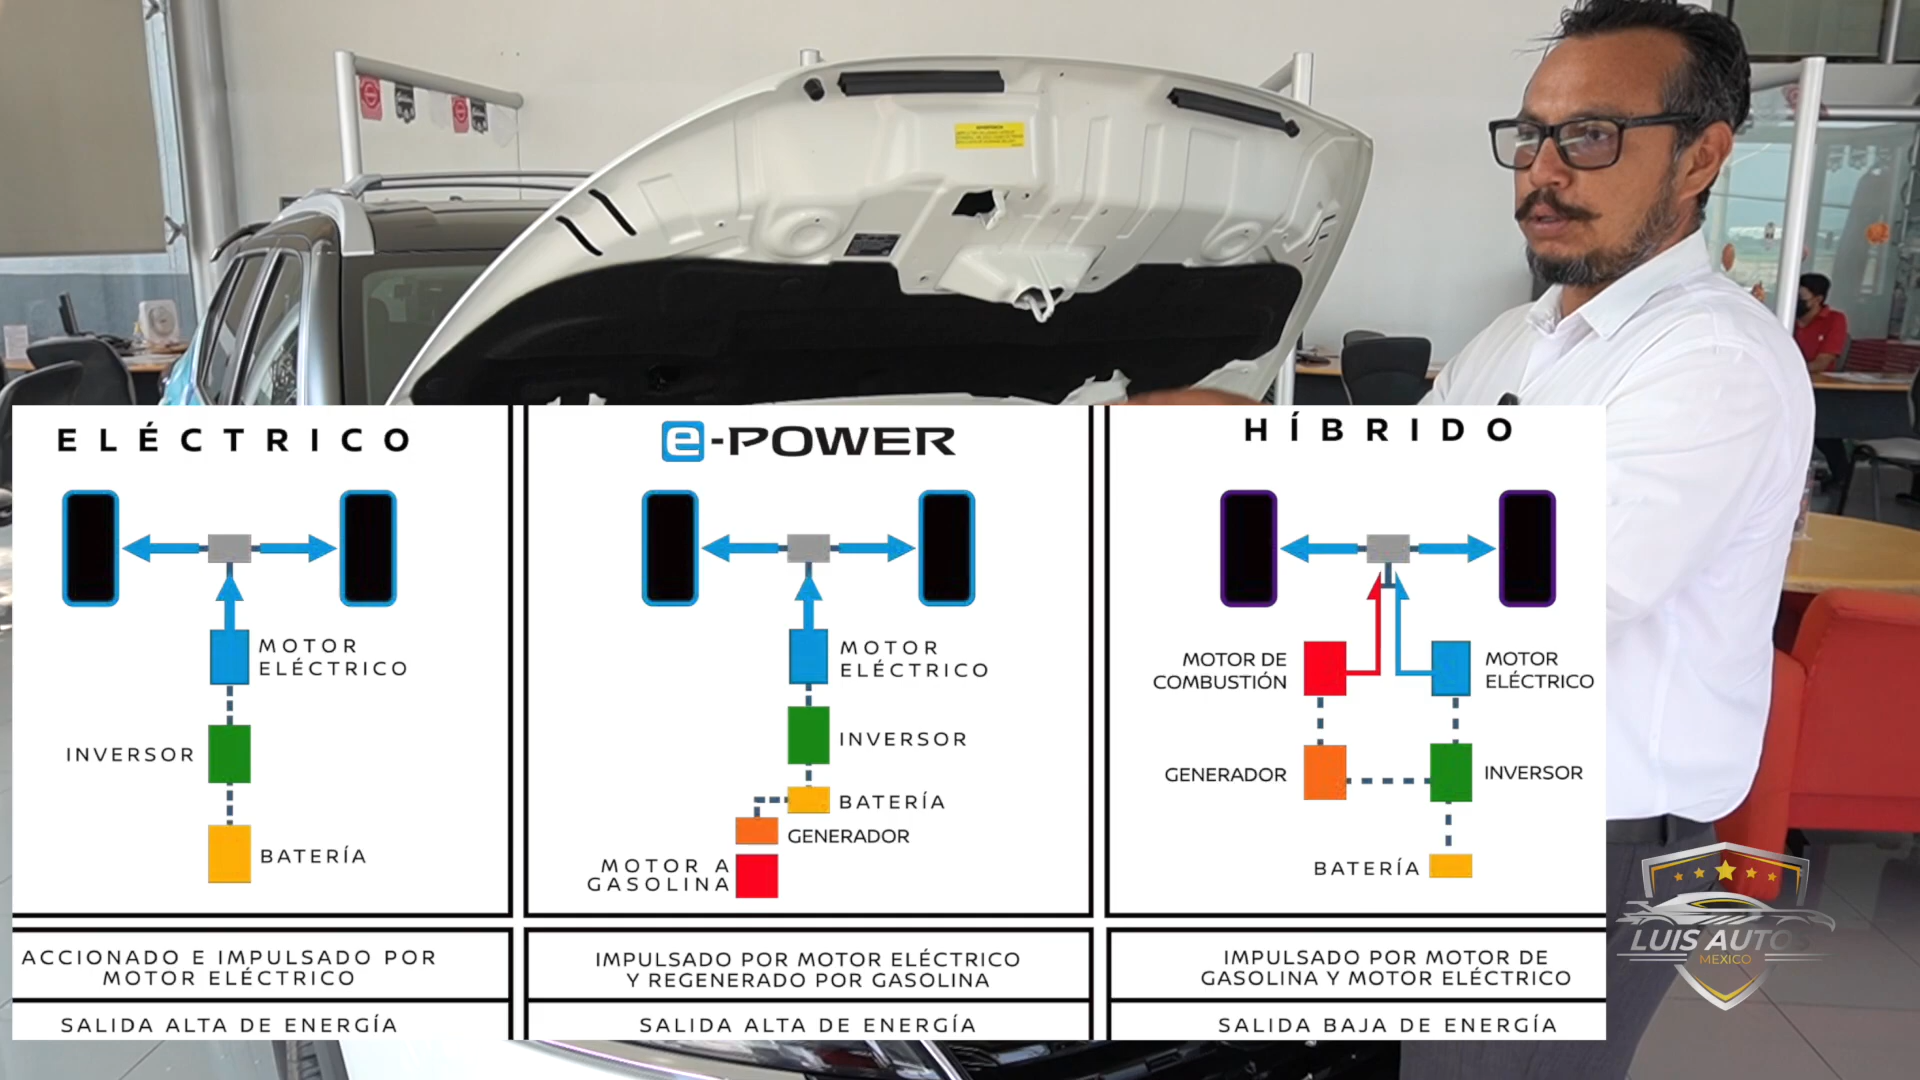 ELÉCTRICO
MOTOR
ELÉCTRICO
INVERSOR
BATERÍA
ACCIONADO E IMPULSADO POR
MOTOR ELÉCTRICO
SALIDA ALTA DE ENERGÍA
e-POWER
MOTOR
ELÉCTRICO
INVERSOR
BATERÍA
GENERADOR
MOTOR A
GASOLINA
IMPULSADO POR MOTOR ELÉCTRICO
Y REGENERADO POR GASOLINA
SALIDA ALTA DE ENERGÍA
HÍBRIDO
MOTOR DE
COMBUSTIÓN
MOTOR
ELÉCTRICO
GENERADOR
INVERSOR
BATERÍA
IMPULSADO POR MOTOR DE
GASOLINA Y MOTOR ELÉCTRICO
SALIDA BAJA DE ENERGÍA
LUIS AUTOS
MEXICO